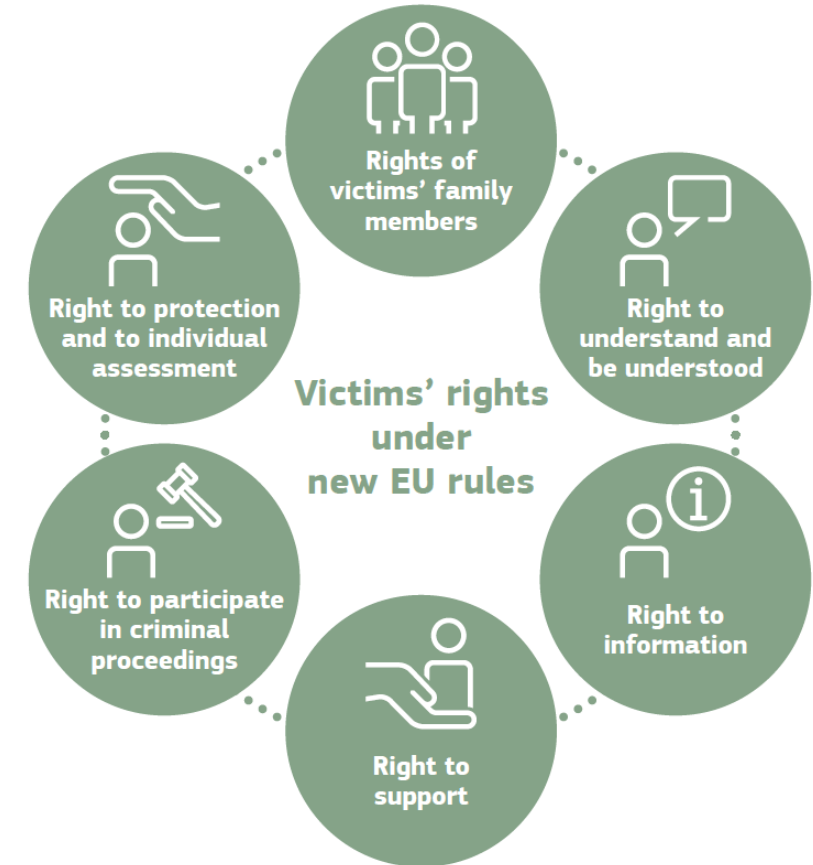 Rights of
victims’ family
members
Right to
understand and
be understood
Right to
information
Right to
support
Right to participate
in criminal
proceedings
Right to protection
and to individual
assessment
Victims’ rights
under
new EU rules
i